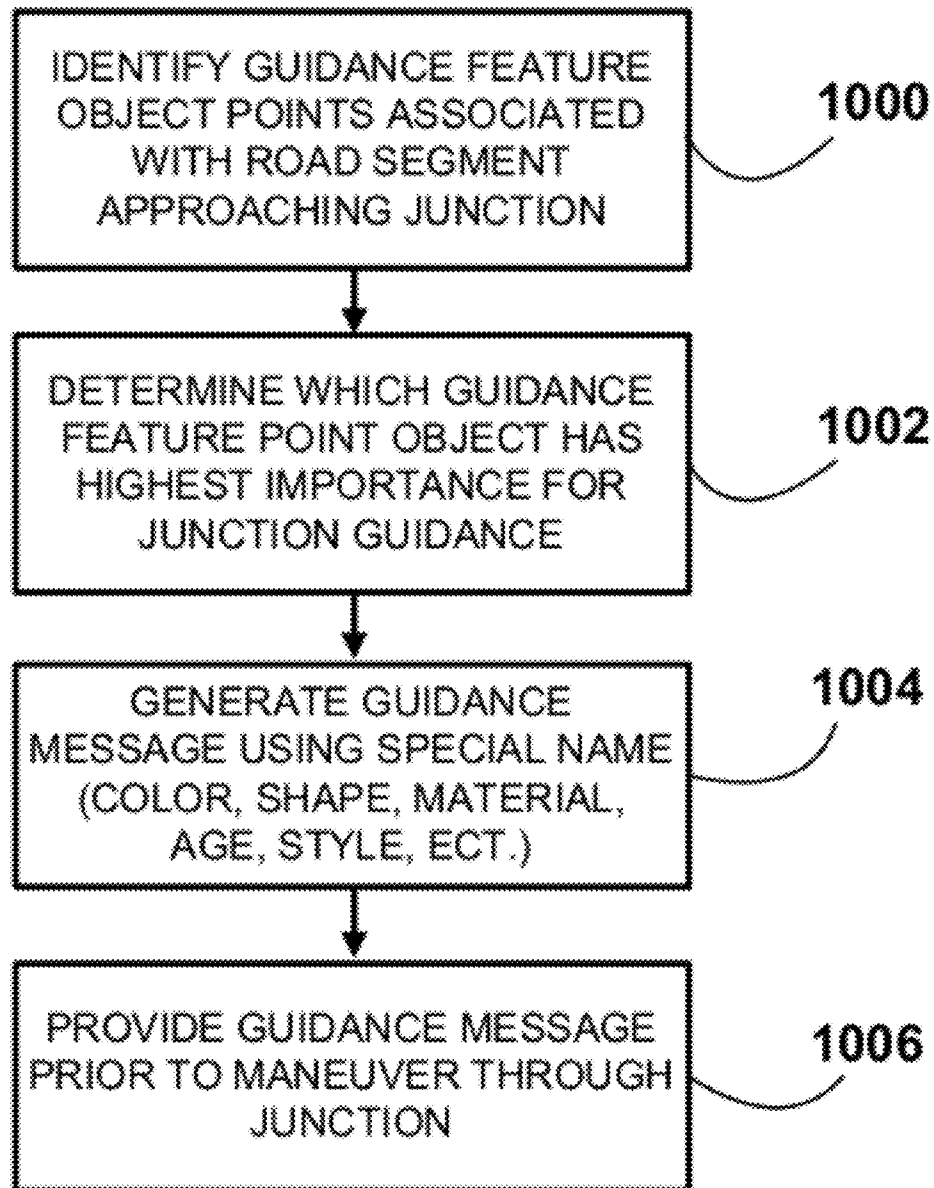 IDENTIFY GUIDANCE FEATURE
OBJECT POINTS ASSOCIATED
WITH ROAD SEGMENT
APPROACHING JUNCTION
1000
DETERMINE WHICH GUIDANCE
FEATURE POINT OBJECT HAS
HIGHEST IMPORTANCE FOR
JUNCTION GUIDANCE
1002
GENERATE GUIDANCE
MESSAGE USING SPECIAL NAME
(COLOR, SHAPE, MATERIAL,
AGE, STYLE, ECT.)
1004
PROVIDE GUIDANCE MESSAGE
PRIOR TO MANEUVER THROUGH
JUNCTION
1006